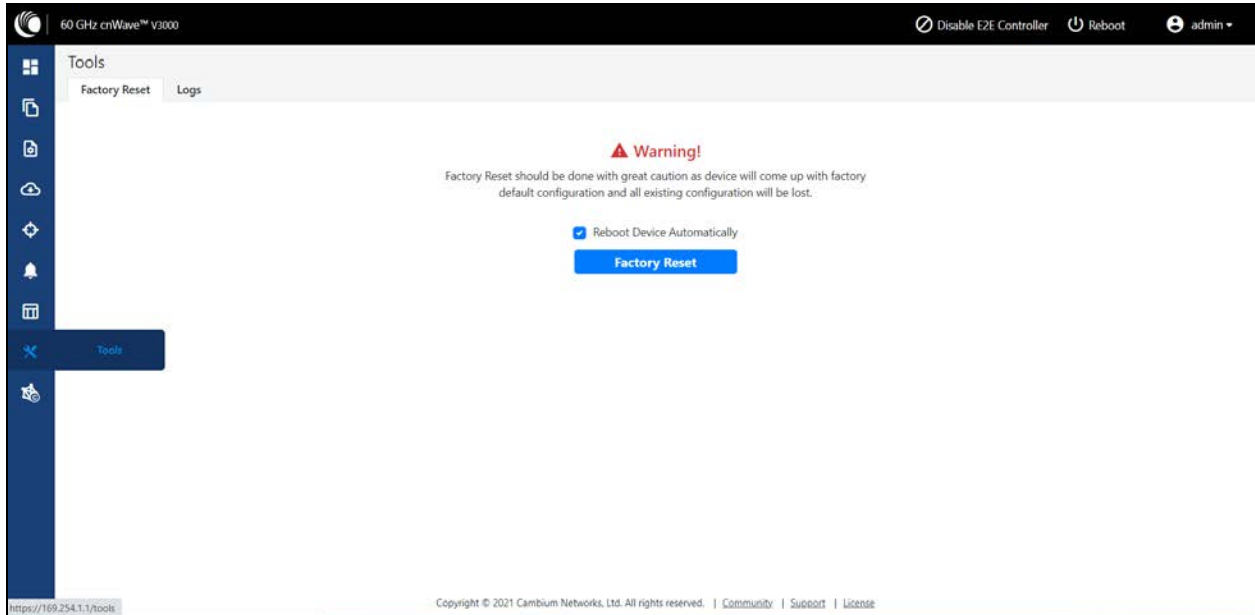 60 GHz cnWave™ V3000
Disable E2E Controller
Reboot
admin
Tools
Factory Reset
Logs
Warning!
Factory Reset should be done with great caution as device will come up with factory
default configuration and all existing configuration will be lost.
Reboot Device Automatically
Factory Reset
Tools
https://169.254.1.1/tools
Copyright © 2021 Cambium Networks, Ltd. All rights reserved. | Community | Support | License